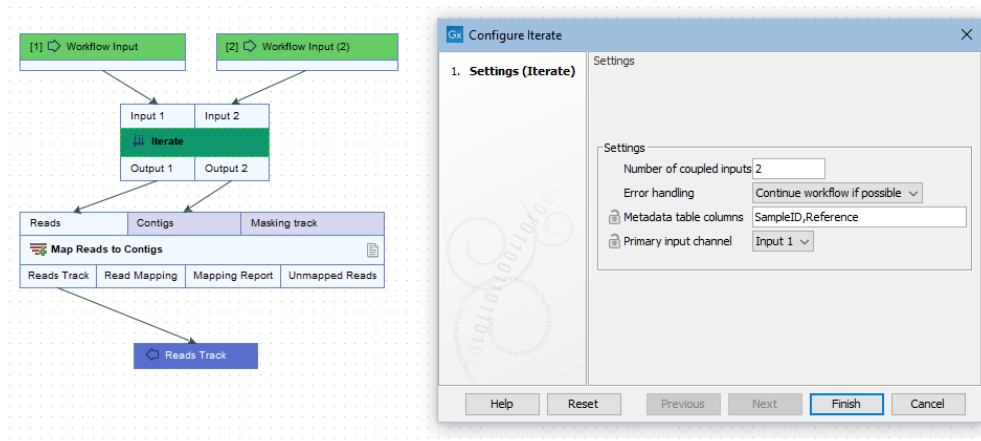 [1] Workflow Input
[2] Workflow Input (2)
Input 1
Input 2
Iterate
Output 1
Output 2
Reads
Contigs
Masking track
Map Reads to Contigs
Reads Track
Read Mapping
Mapping Report
Unmapped Reads
Reads Track
Gx Configure Iterate
1. Settings (Iterate)
Settings
Settings
Number of coupled inputs 2
Error handling Continue workflow if possible
Metadata table columns SampleID,Reference
Primary input channel Input 1
Help
Reset
Previous
Next
Finish
Cancel